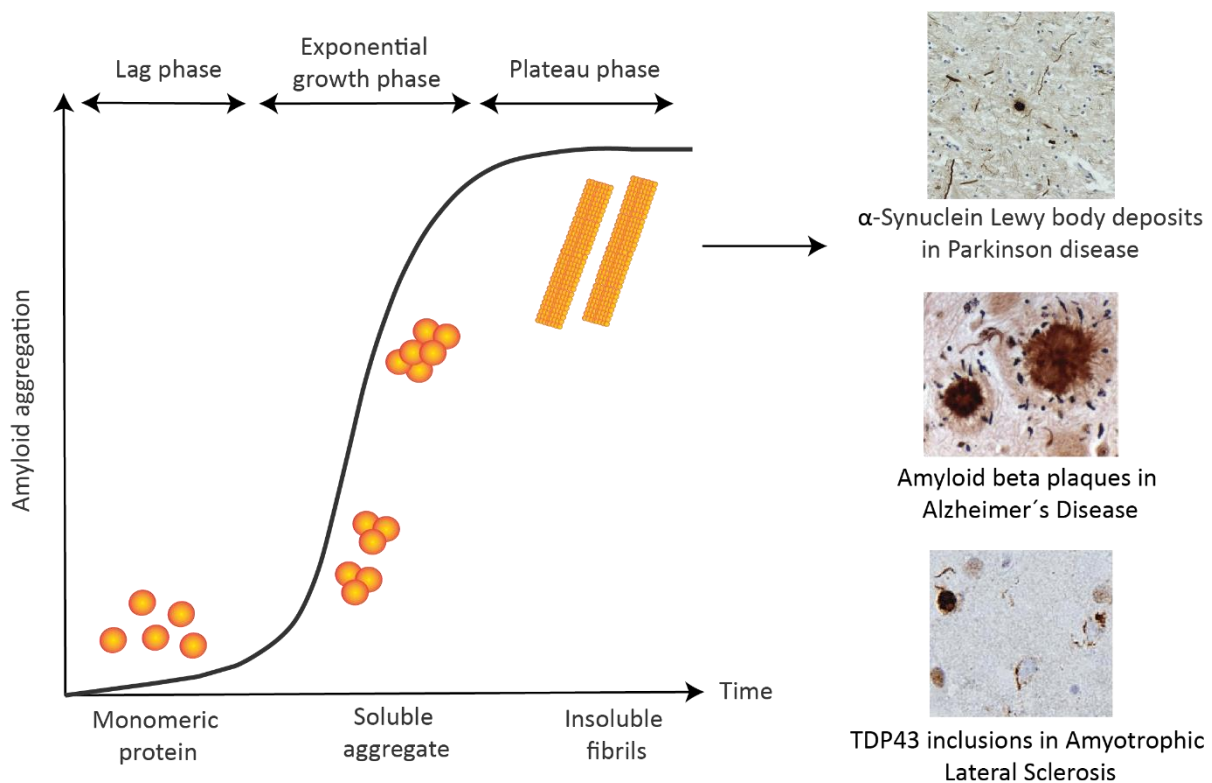 Lag phase
Exponential
growth phase
Plateau phase
Amyloid aggregation
Time
Monomeric
protein
Soluble
aggregate
Insoluble
fibrils
α-Synuclein Lewy body deposits
in Parkinson disease
Amyloid beta plaques in
Alzheimer´s Disease
TDP43 inclusions in Amyotrophic
Lateral Sclerosis